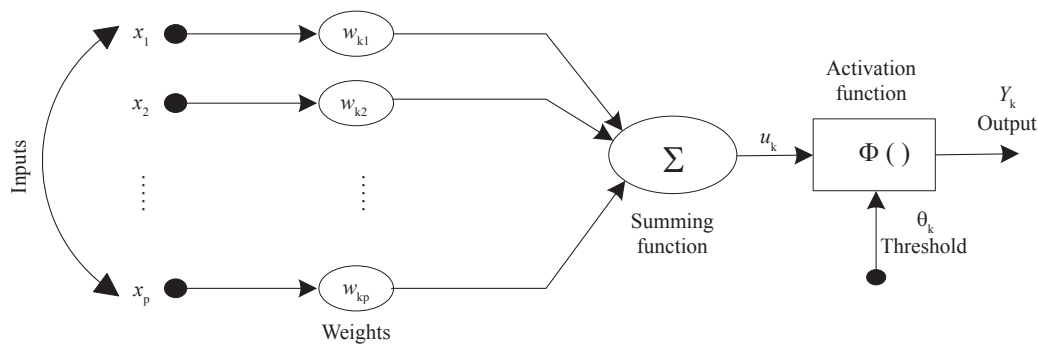 Inputs
x1
wk1
x2
wk2
......
......
xp
wkp
Weights
Σ
Summing
function
uk
Activation
function
Φ ( )
θk
Threshold
Yk
Output